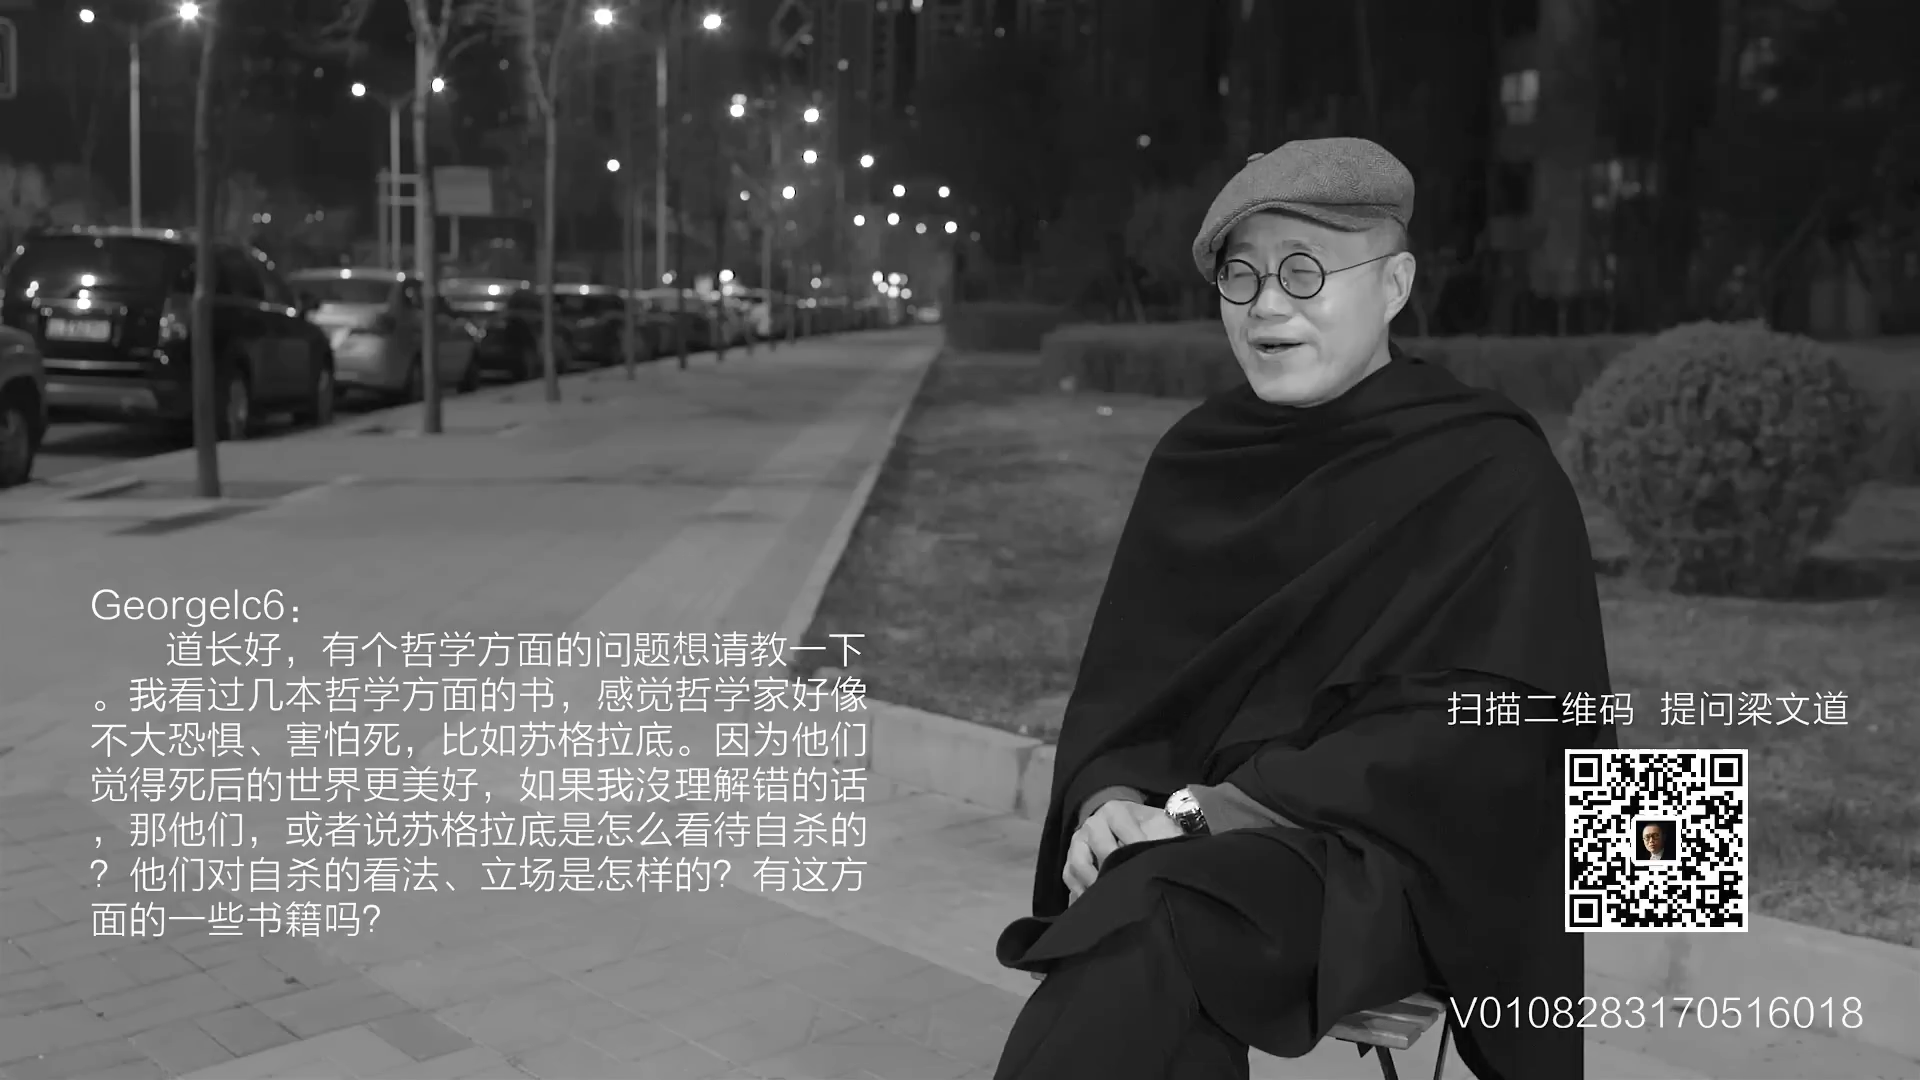 Georgelc6：
道长好，有个哲学方面的问题想请教一下
。我看过几本哲学方面的书，感觉哲学家好像
不大恐惧、害怕死，比如苏格拉底。因为他们
觉得死后的世界更美好，如果我沒理解错的话
，那他们，或者说苏格拉底是怎么看待自杀的
？他们对自杀的看法、立场是怎样的？有这方
面的一些书籍吗？
扫描二维码 提问梁文道
V0108283170516018